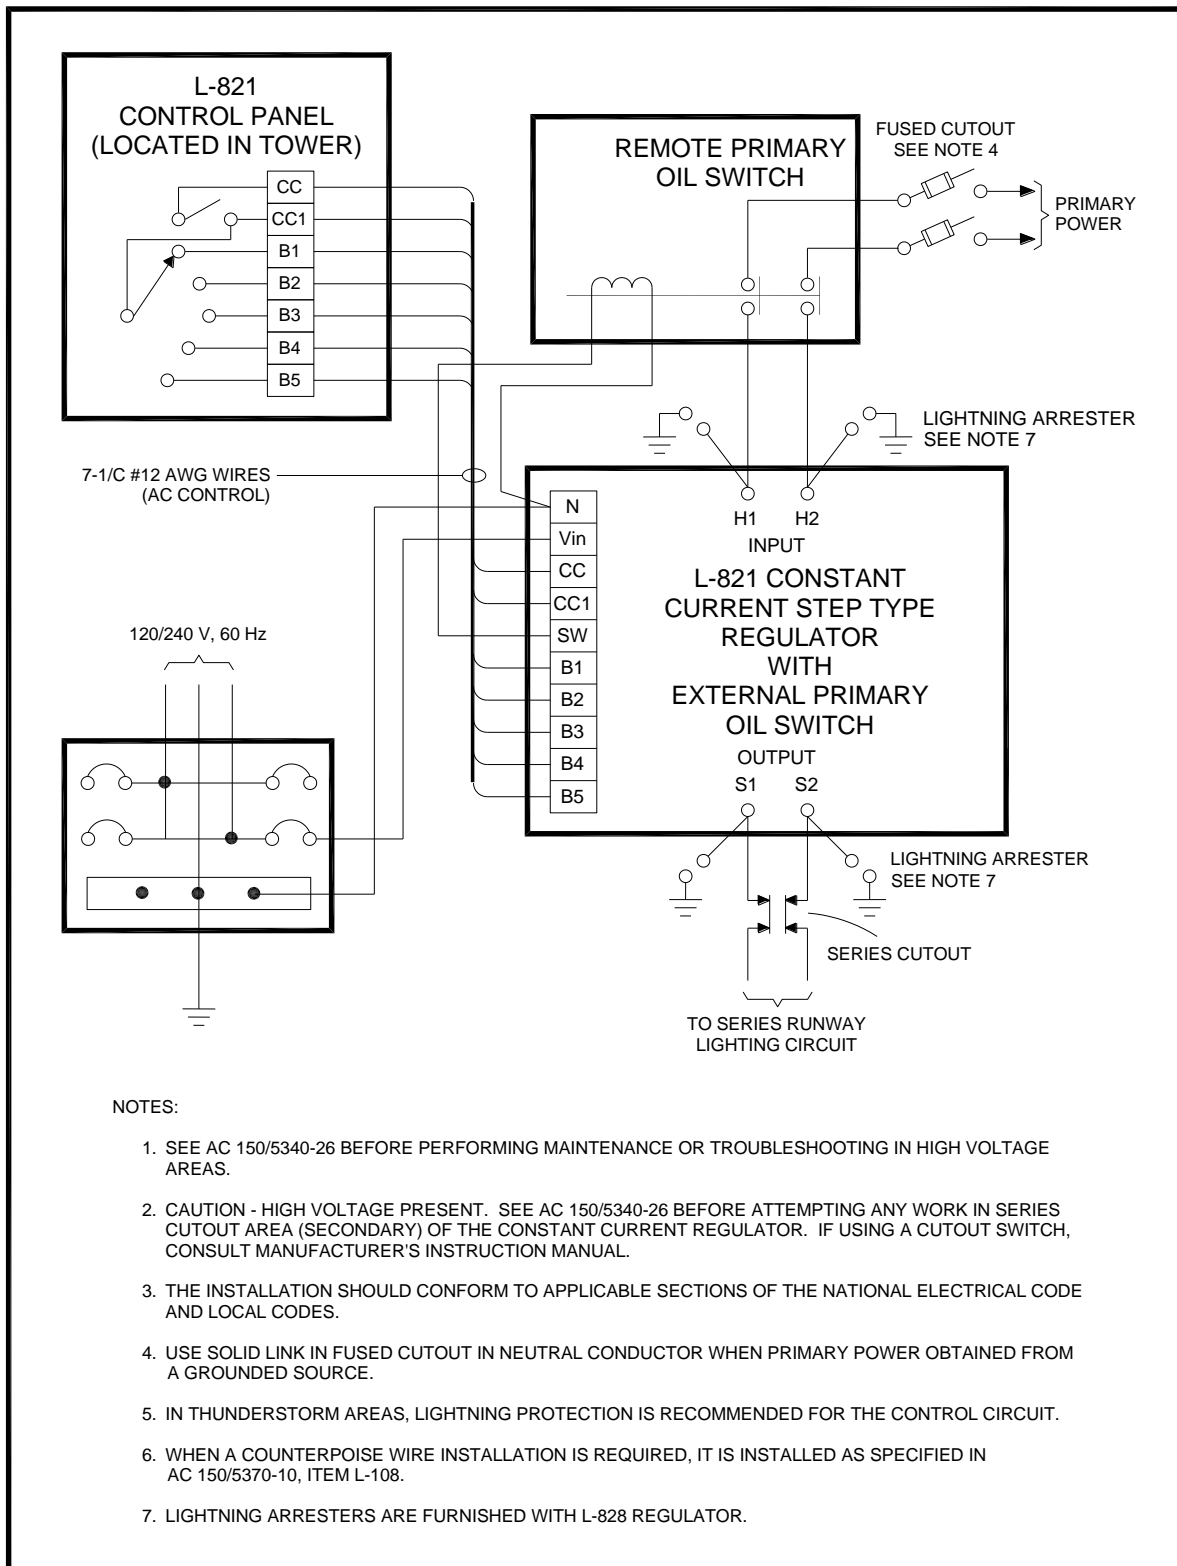 L-821
CONTROL PANEL
(LOCATED IN TOWER)
CC
CC1
B1
B2
B3
B4
B5
REMOTE PRIMARY
OIL SWITCH
FUSED CUTOUT
SEE NOTE 4
PRIMARY
POWER
LIGHTNING ARRESTER
SEE NOTE 7
7-1/C #12 AWG WIRES
(AC CONTROL)
N
Vin
CC
CC1
SW
B1
B2
B3
B4
B5
H1 H2
INPUT
L-821 CONSTANT
CURRENT STEP TYPE
REGULATOR
WITH
EXTERNAL PRIMARY
OIL SWITCH
OUTPUT
S1 S2
120/240 V, 60 Hz
LIGHTNING ARRESTER
SEE NOTE 7
SERIES CUTOUT
TO SERIES RUNWAY
LIGHTING CIRCUIT
NOTES:
1. SEE AC 150/5340-26 BEFORE PERFORMING MAINTENANCE OR TROUBLESHOOTING IN HIGH VOLTAGE
AREAS.
2. CAUTION - HIGH VOLTAGE PRESENT. SEE AC 150/5340-26 BEFORE ATTEMPTING ANY WORK IN SERIES
CUTOUT AREA (SECONDARY) OF THE CONSTANT CURRENT REGULATOR. IF USING A CUTOUT SWITCH,
CONSULT MANUFACTURER'S INSTRUCTION MANUAL.
3. THE INSTALLATION SHOULD CONFORM TO APPLICABLE SECTIONS OF THE NATIONAL ELECTRICAL CODE
AND LOCAL CODES.
4. USE SOLID LINK IN FUSED CUTOUT IN NEUTRAL CONDUCTOR WHEN PRIMARY POWER OBTAINED FROM
A GROUNDED SOURCE.
5. IN THUNDERSTORM AREAS, LIGHTNING PROTECTION IS RECOMMENDED FOR THE CONTROL CIRCUIT.
6. WHEN A COUNTERPOISE WIRE INSTALLATION IS REQUIRED, IT IS INSTALLED AS SPECIFIED IN
AC 150/5370-10, ITEM L-108.
7. LIGHTNING ARRESTERS ARE FURNISHED WITH L-828 REGULATOR.